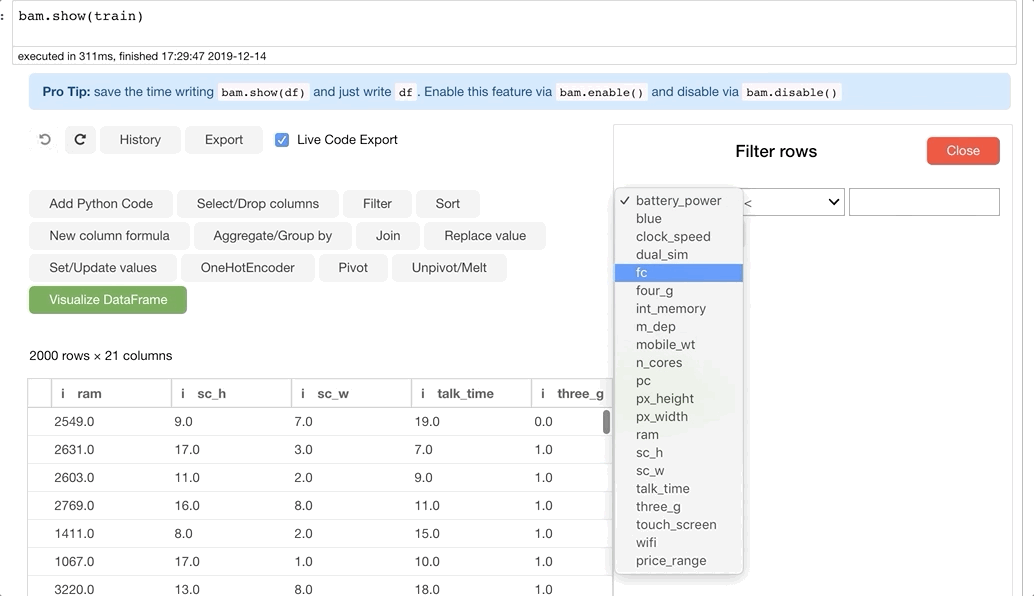 : bam.show(train)
executed in 311ms, finished 17:29:47 2019-12-14
Pro Tip: save the time writing bam.show(df) and just write df . Enable this feature via bam.enable() and disable via bam.disable()
History Export Live Code Export
Filter rows Close
Add Python Code Select/Drop columns Filter Sort
New column formula Aggregate/Group by Join Replace value
Set/Update values OneHotEncoder Pivot Unpivot/Melt
Visualize DataFrame
2000 rows × 21 columns
i ram i sc_h i sc_w i talk_time i three_g
2549.0 9.0 7.0 19.0 0.0
2631.0 17.0 3.0 7.0 1.0
2603.0 11.0 2.0 9.0 1.0
2769.0 16.0 8.0 11.0 1.0
1411.0 8.0 2.0 15.0 1.0
1067.0 17.0 1.0 10.0 1.0
3220.0 13.0 8.0 18.0 1.0
✓ battery_power <
blue
clock_speed
dual_sim
fc
four_g
int_memory
m_dep
mobile_wt
n_cores
pc
px_height
px_width
ram
sc_h
sc_w
talk_time
three_g
touch_screen
wifi
price_range